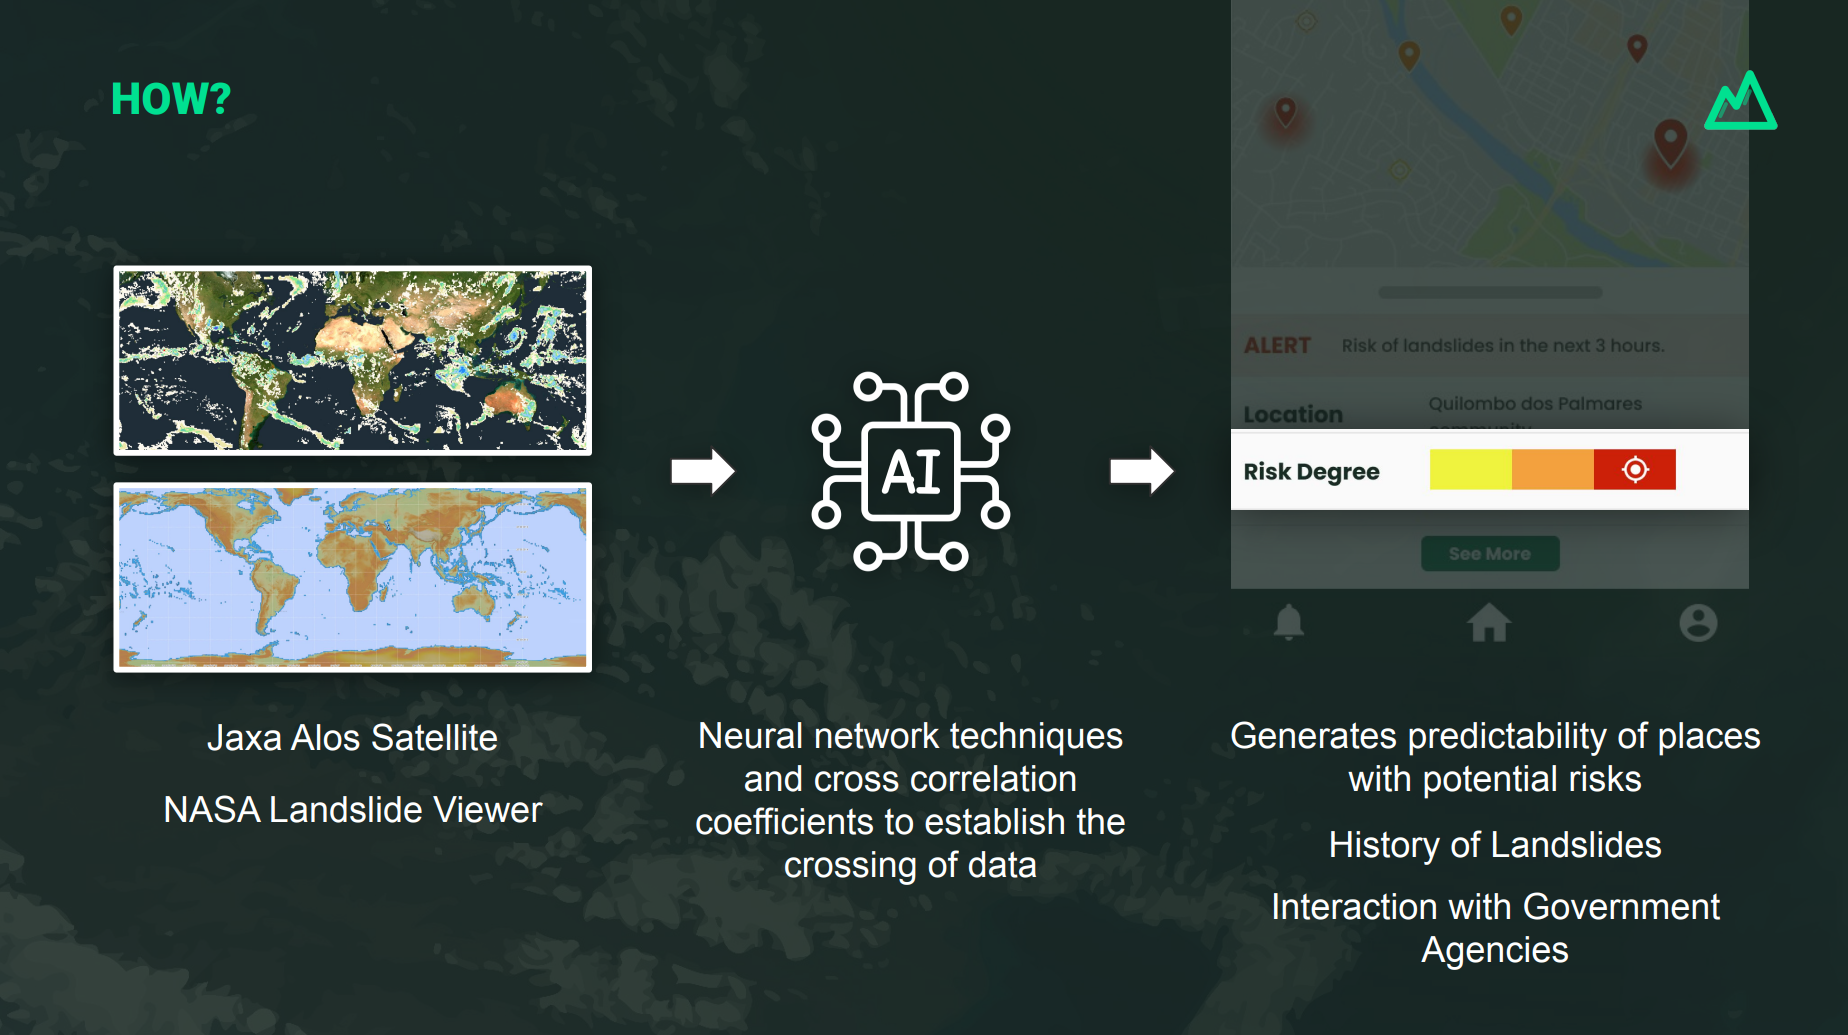 HOW?
Jaxa Alos Satellite
NASA Landslide Viewer
AI
Neural network techniques
and cross correlation
coefficients to establish the
crossing of data
ALERT Risk of landslides in the next 3 hours.
Location Quilombo dos Palmares
community
Risk Degree
See More
Generates predictability of places
with potential risks
History of Landslides
Interaction with Government
Agencies